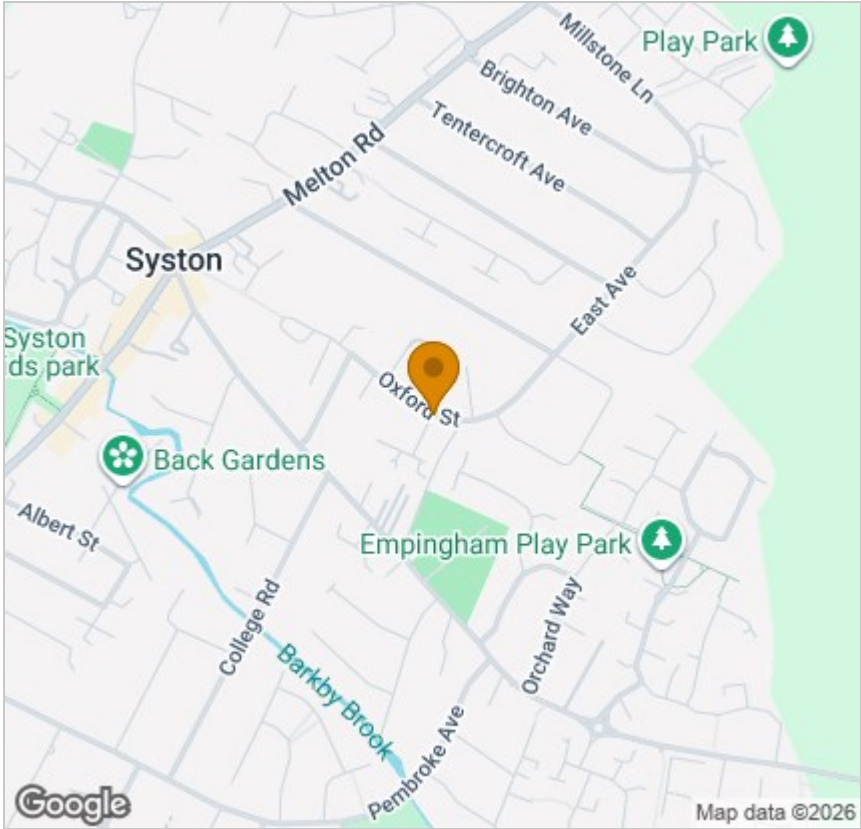 Play Park
Millstone Ln
Brighton Ave
Tentercroft Ave
Melton Rd
Syston
East Ave
Syston
ds park
Oxford St
Back Gardens
Albert St
Empingham Play Park
College Rd
Orchard Way
Barkby Brook
Pembroke Ave
Google
Map data ©2026